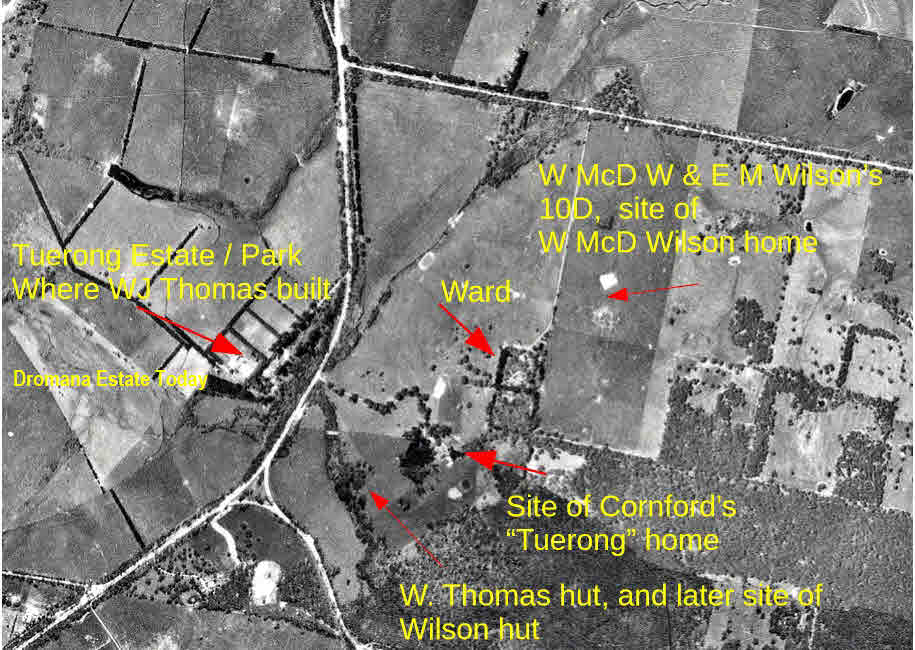 W McD W & E M Wilson's
10D, site of
W McD Wilson home
Tuerong Estate / Park
Where WJ Thomas built
Ward
Dromana Estate Today
Site of Cornford's
“Tuerong” home
W. Thomas hut, and later site of
Wilson hut